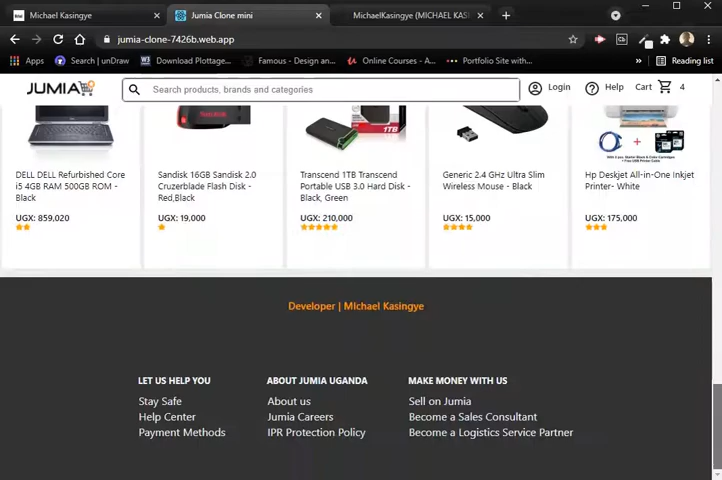 Michael Kasingye
Jumia Clone mini
MichaelKasingye (MICHAEL KAS
jumia-clone-7426b.web.app
Apps
Search | unDraw
Download Plottage...
Famous - Design an...
Online Courses - A...
Portfolio Site with...
Reading list
JUMIA
Search products, brands and categories
Login
Help
Cart
4
1TB
DELL DELL Refurbished Core
i5 4GB RAM 500GB ROM -
Black
UGX: 859,020
Sandisk 16GB Sandisk 2.0
Cruzerblade Flash Disk -
Red,Black
UGX: 19,000
Transcend 1TB Transcend
Portable USB 3.0 Hard Disk -
Black, Green
UGX: 210,000
Generic 2.4 GHz Ultra Slim
Wireless Mouse - Black
UGX: 15,000
Hp Deskjet All-in-One Inkjet
Printer- White
UGX: 175,000
Developer | MIchael Kasingye
LET US HELP YOU
Stay Safe
Help Center
Payment Methods
ABOUT JUMIA UGANDA
About us
Jumia Careers
IPR Protection Policy
MAKE MONEY WITH US
Sell on Jumia
Become a Sales Consultant
Become a Logistics Service Partner